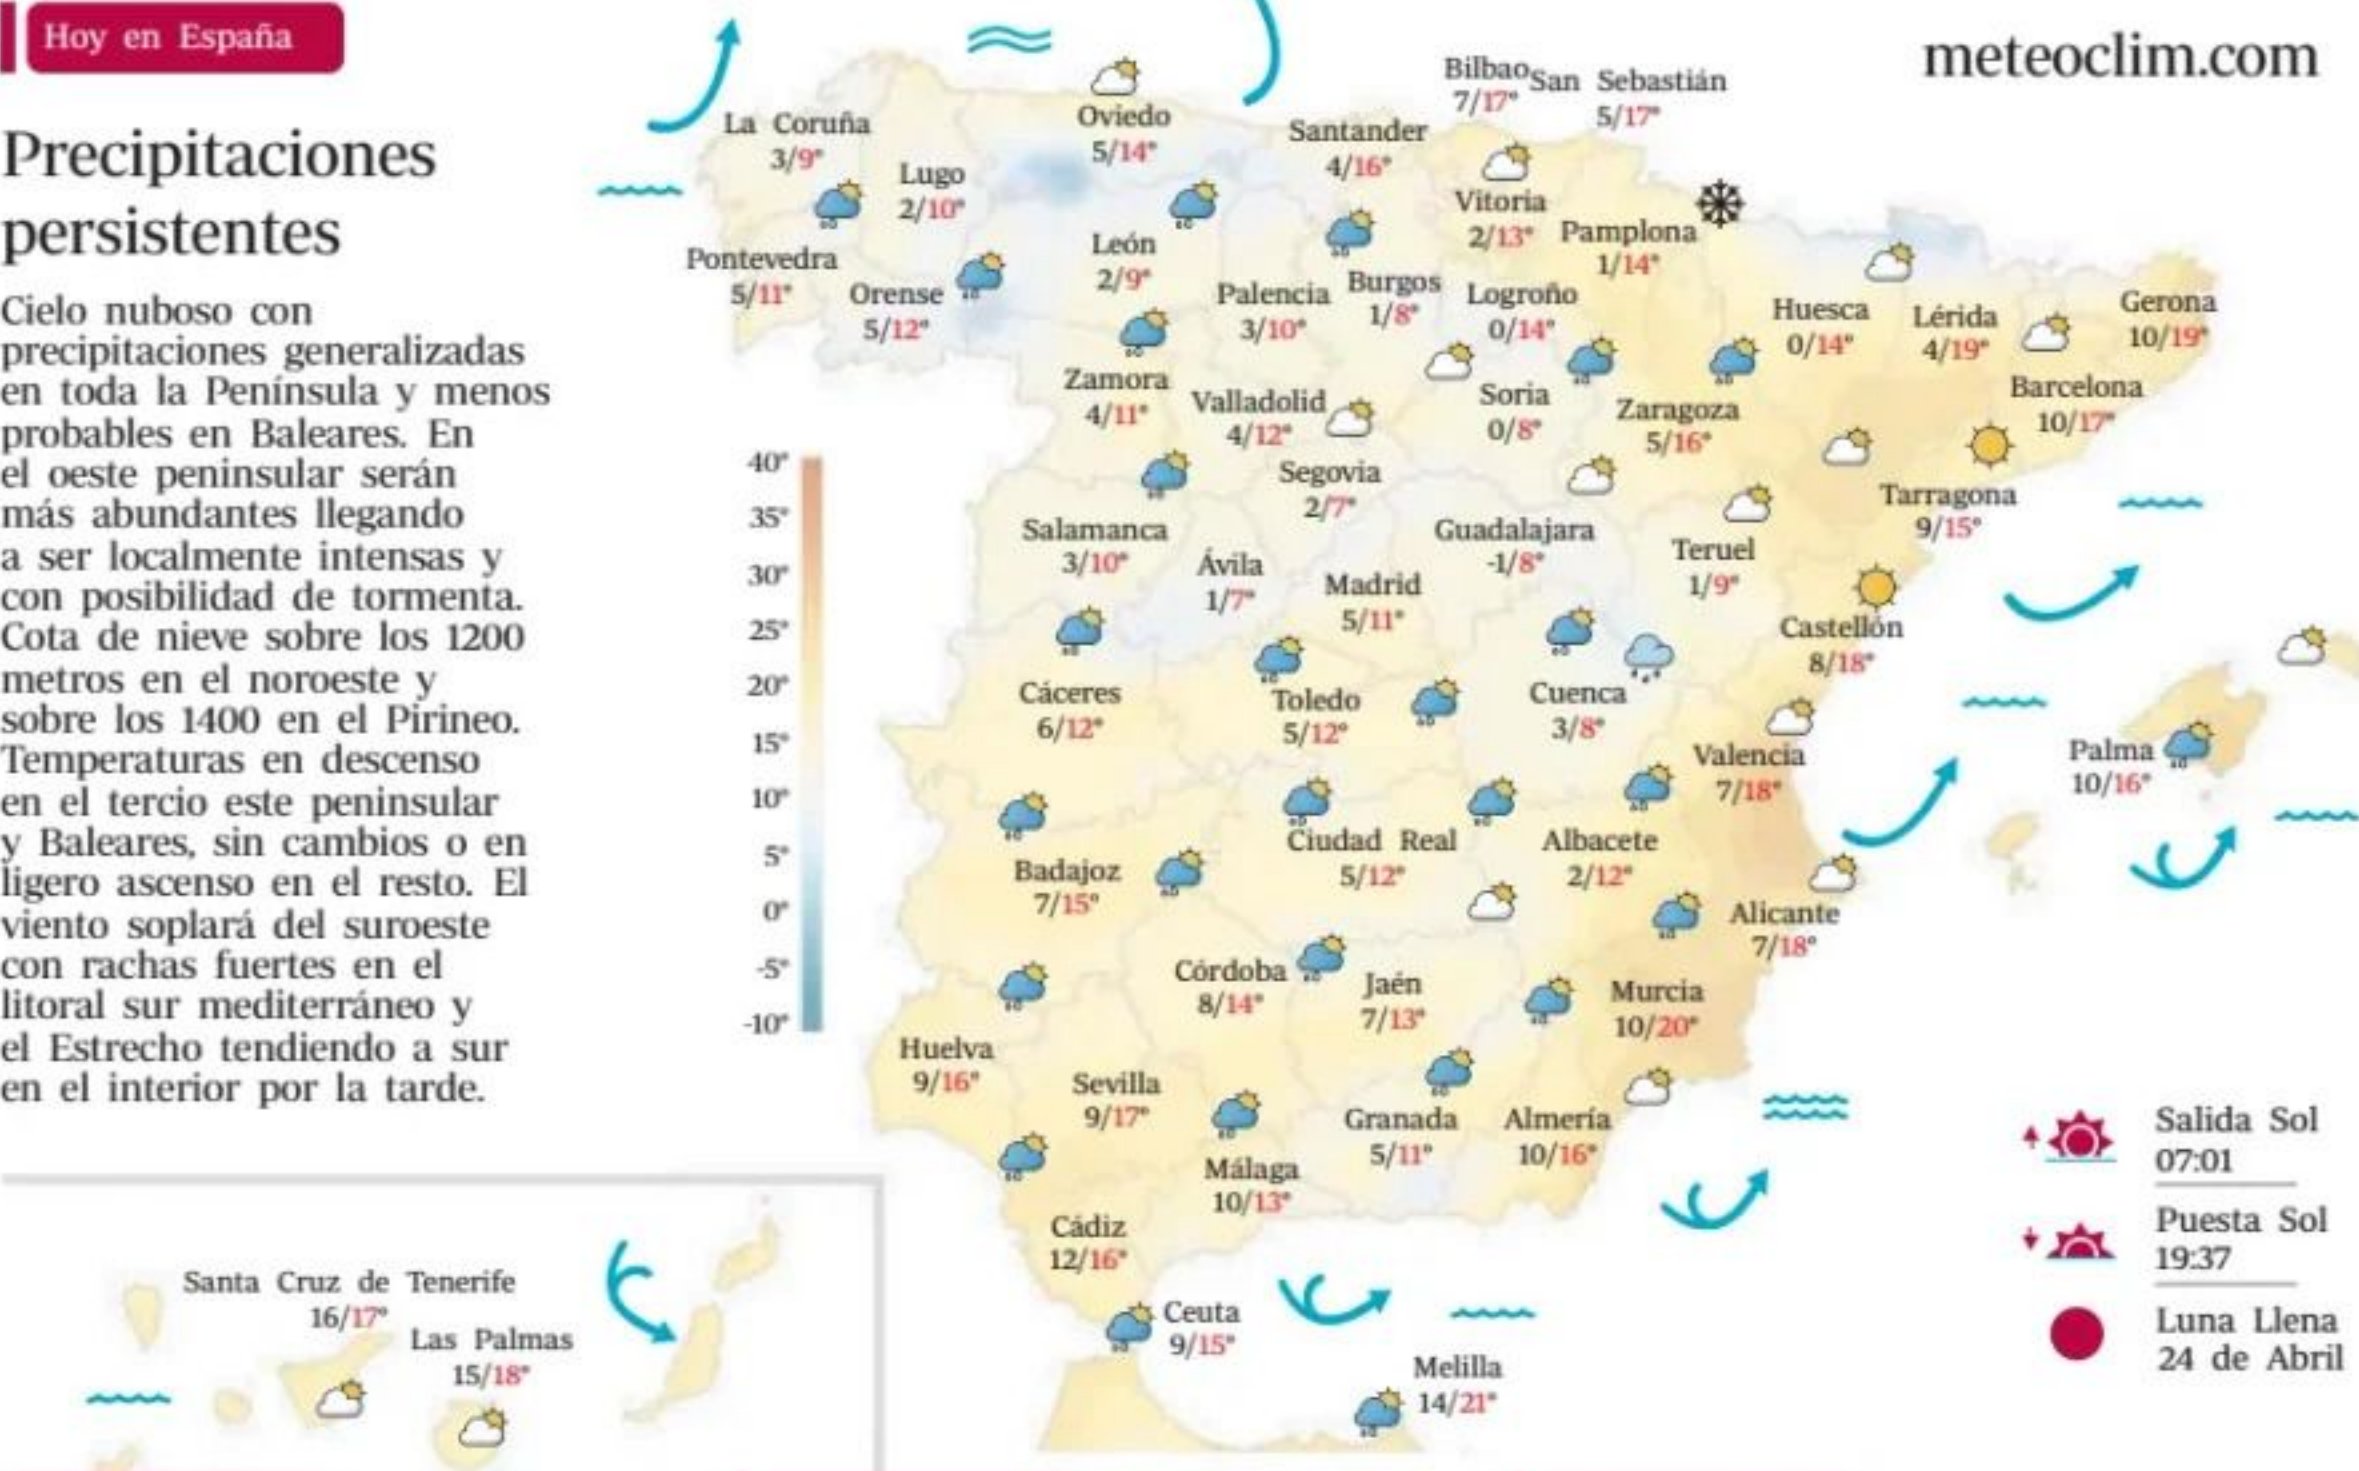 Hoy en España
meteoclim.com
Precipitaciones
persistentes
Cielo nuboso con
precipitaciones generalizadas
en toda la Península y menos
probables en Baleares. En
el oeste peninsular serán
más abundantes llegando
a ser localmente intensas y
con posibilidad de tormenta.
Cota de nieve sobre los 1200
metros en el noroeste y
sobre los 1400 en el Pirineo.
Temperaturas en descenso
en el tercio este peninsular
y Baleares, sin cambios o en
ligero ascenso en el resto. El
viento soplará del suroeste
con rachas fuertes en el
litoral sur mediterráneo y
el Estrecho tendiendo a sur
en el interior por la tarde.
La Coruña
3/9°
Lugo
2/10°
Oviedo
5/14°
Santander
4/16°
Bilbao
7/17°
San Sebastián
5/17°
Vitoria
2/13°
Pamplona
1/14°
Pontevedra
5/11°
Orense
5/12°
León
2/9°
Palencia
3/10°
Burgos
1/8°
Logroño
0/14°
Huesca
0/14°
Lérida
4/19°
Gerona
10/19°
Zamora
4/11°
Valladolid
4/12°
Soria
0/8°
Zaragoza
5/16°
Barcelona
10/17°
Segovia
2/7°
Tarragona
9/15°
Salamanca
3/10°
Ávila
1/7°
Madrid
5/11°
Guadalajara
-1/8°
Teruel
1/9°
Castellón
8/18°
Cáceres
6/12°
Toledo
5/12°
Cuenca
3/8°
Valencia
7/18°
Palma
10/16°
Badajoz
7/15°
Ciudad Real
5/12°
Albacete
2/12°
Alicante
7/18°
Córdoba
8/14°
Jaén
7/13°
Murcia
10/20°
Huelva
9/16°
Sevilla
9/17°
Granada
5/11°
Almería
10/16°
Málaga
10/13°
Cádiz
12/16°
Ceuta
9/15°
Melilla
14/21°
40°
35°
30°
25°
20°
15°
10°
5°
0°
-5°
-10°
Santa Cruz de Tenerife
16/17°
Las Palmas
15/18°
Salida Sol
07:01
Puesta Sol
19:37
Luna Llena
24 de Abril